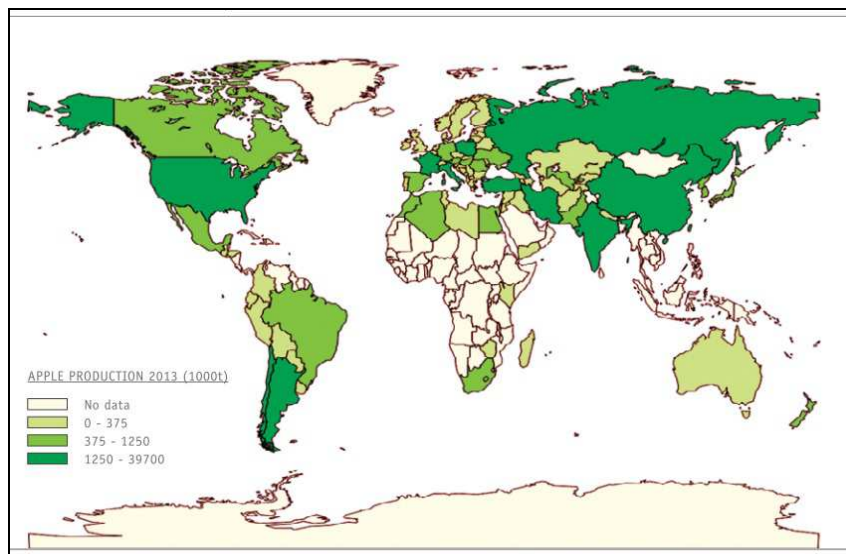 APPLE PRODUCTION 2013 (1000t)
No data
0 - 375
375 - 1250
1250 - 39700